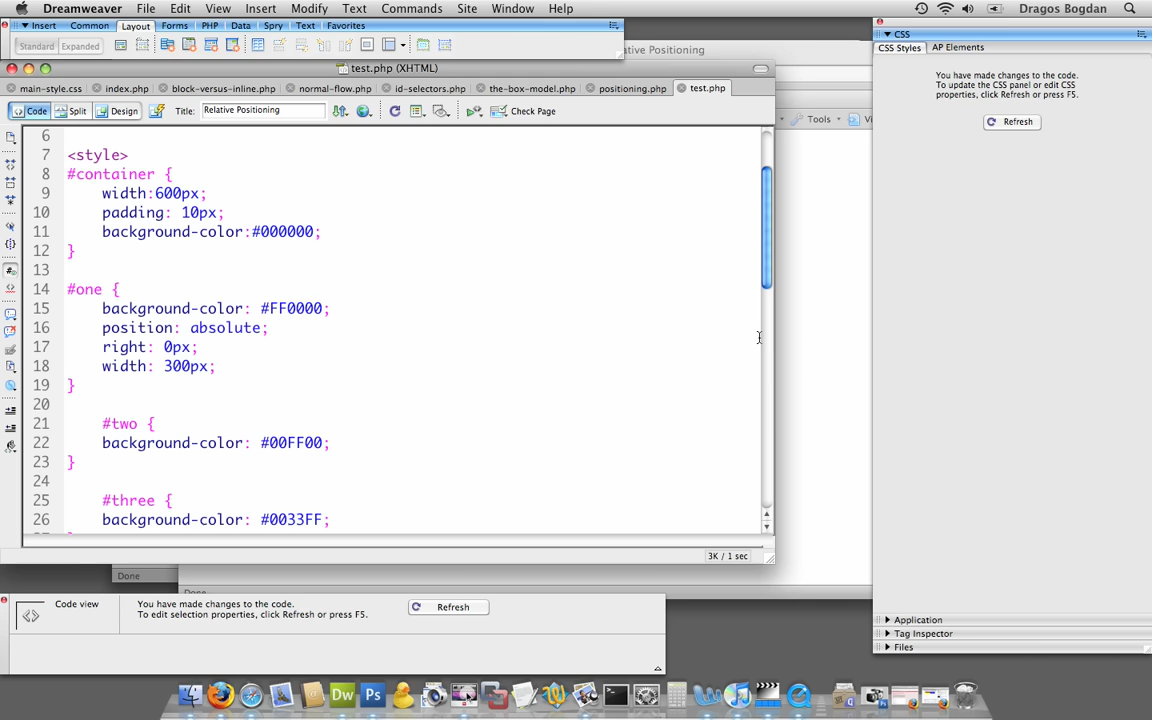 Dreamweaver File Edit View Insert Modify Text Commands Site Window Help Dragos Bogdan
Insert Common Layout Forms PHP Data Spry Text Favorites
Standard Expanded
ative Positioning
test.php (XHTML)
main-style.css index.php block-versus-inline.php normal-flow.php id-selectors.php the-box-model.php positioning.php test.php
Code Split Design Title: Relative Positioning Check Page
Tools Vi
6
7 <style>
8 #container {
9 width:600px;
10 padding: 10px;
11 background-color:#000000;
12 }
13
14 #one {
15 background-color: #FF0000;
16 position: absolute;
17 right: 0px;
18 width: 300px;
19 }
20
21 #two {
22 background-color: #00FF00;
23 }
24
25 #three {
26 background-color: #0033FF;
3K / 1 sec
Done
Done
Code view
You have made changes to the code.
To edit selection properties, click Refresh or press F5.
Refresh
CSS
CSS Styles AP Elements
You have made changes to the code.
To update the CSS panel or edit CSS
properties, click Refresh or press F5.
Refresh
Application
Tag Inspector
Files
Dw Ps